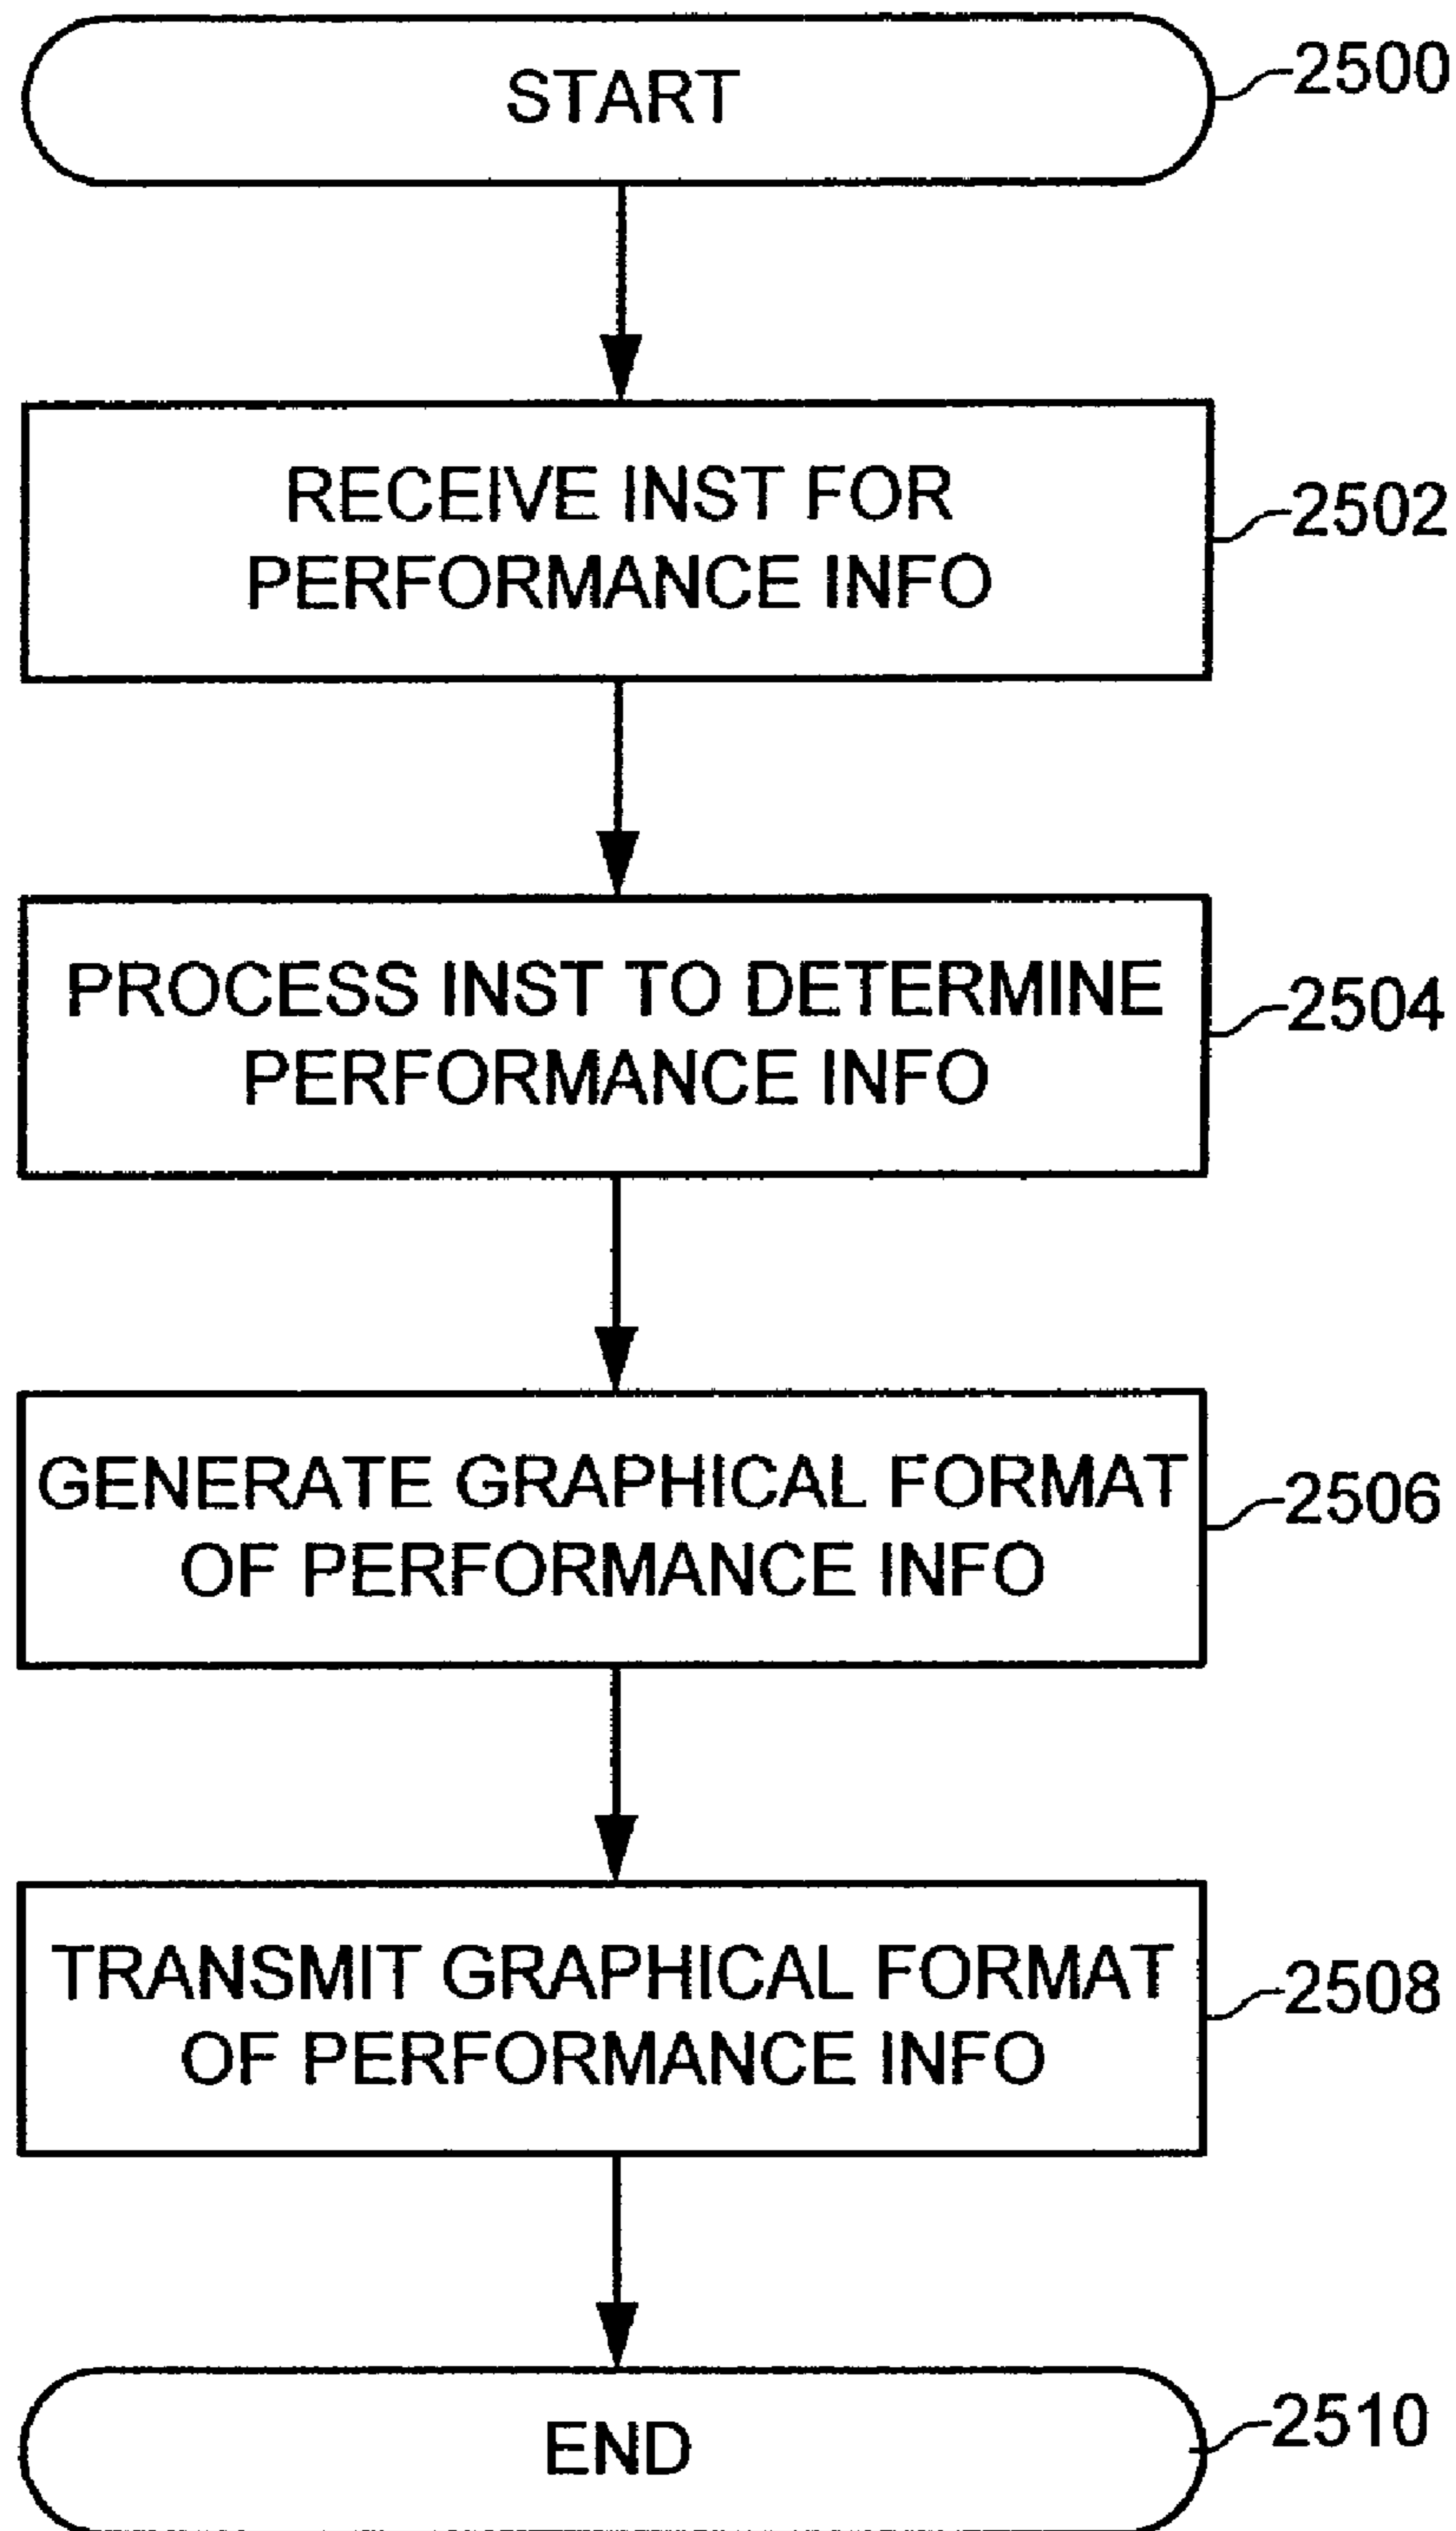 START
2500
RECEIVE INST FOR
PERFORMANCE INFO
2502
PROCESS INST TO DETERMINE
PERFORMANCE INFO
2504
GENERATE GRAPHICAL FORMAT
OF PERFORMANCE INFO
2506
TRANSMIT GRAPHICAL FORMAT
OF PERFORMANCE INFO
2508
END
2510